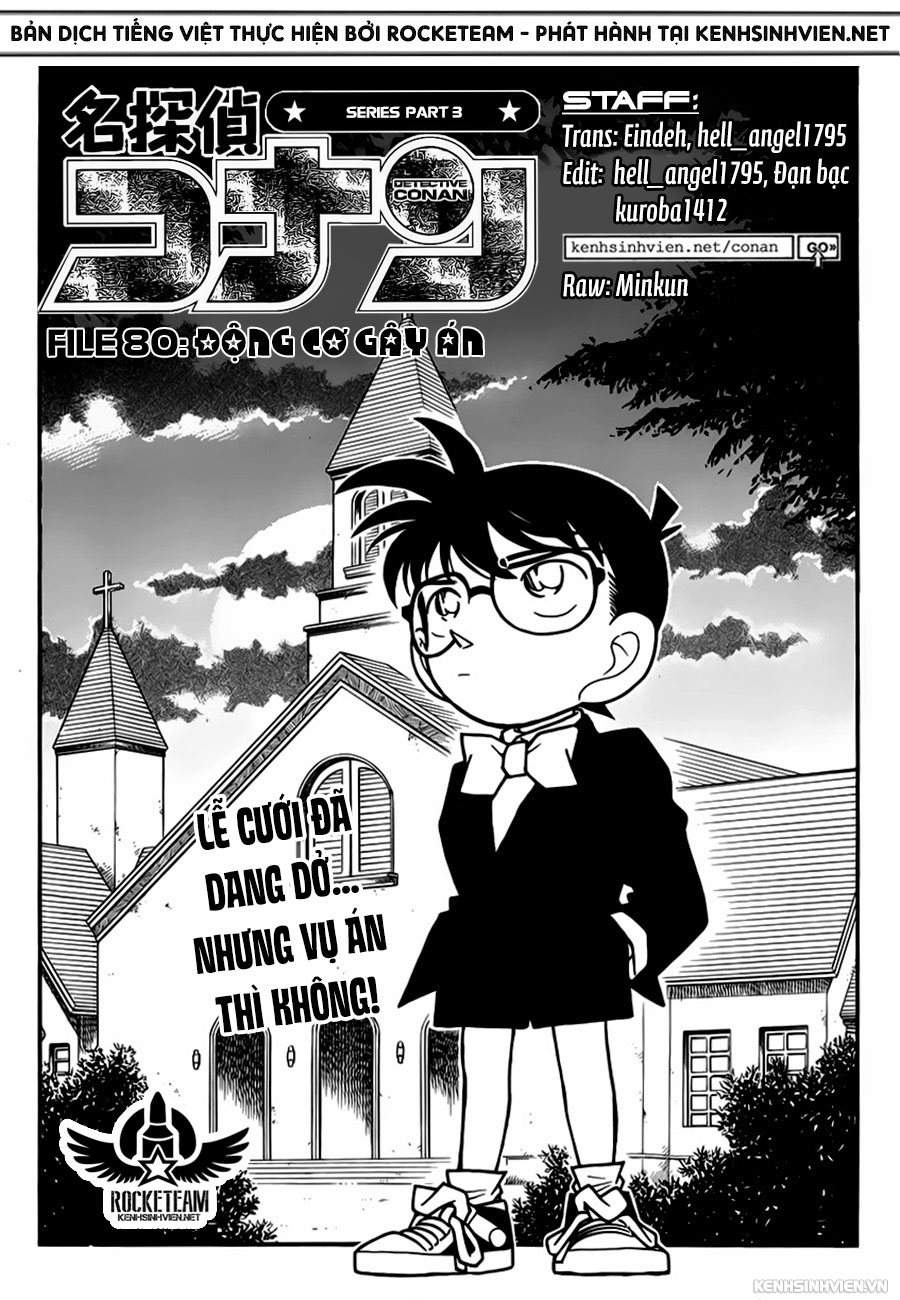 BẢN DỊCH TIẾNG VIỆT THỰC HIỆN BỞI ROCKETEAM - PHÁT HÀNH TẠI KENHSINHVIEN.NET
名探偵
SERIES PART 3
コナン
DETECTIVE
CONAN
FILE 80: ĐỘNG CƠ GÂY ÁN
STAFF:
Trans: Eindeh, hell_angel1795
Edit: hell_angel1795, Đạn bạc
kuroba1412
kenhsinhvien.net/conan GO»
Raw: Minkun
LỄ CƯỚI ĐÃ
DANG DỞ...
NHƯNG VỤ ÁN
THÌ KHÔNG!
ROCKETEAM
KENHSINHVIEN.NET
KENHSINHVIEN.VN